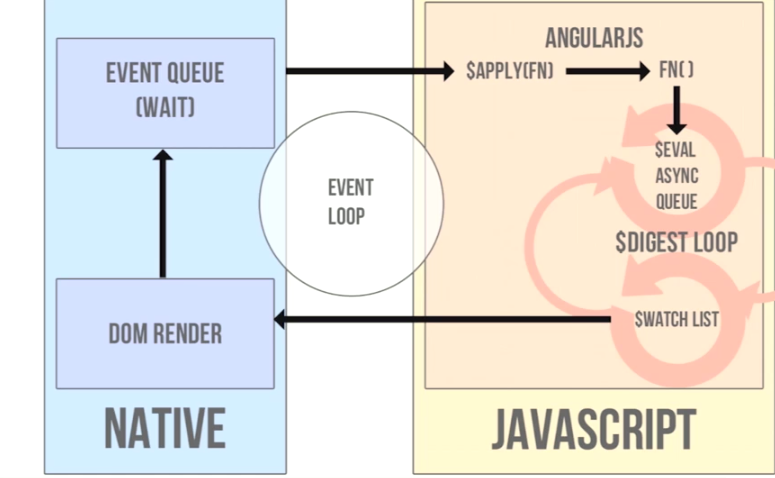 EVENT QUEUE
(WAIT)
ANGULARJS
$APPLY(FN)
FN()
$EVAL
ASYNC
QUEUE
EVENT
LOOP
$DIGEST LOOP
DOM RENDER
$WATCH LIST
NATIVE
JAVASCRIPT